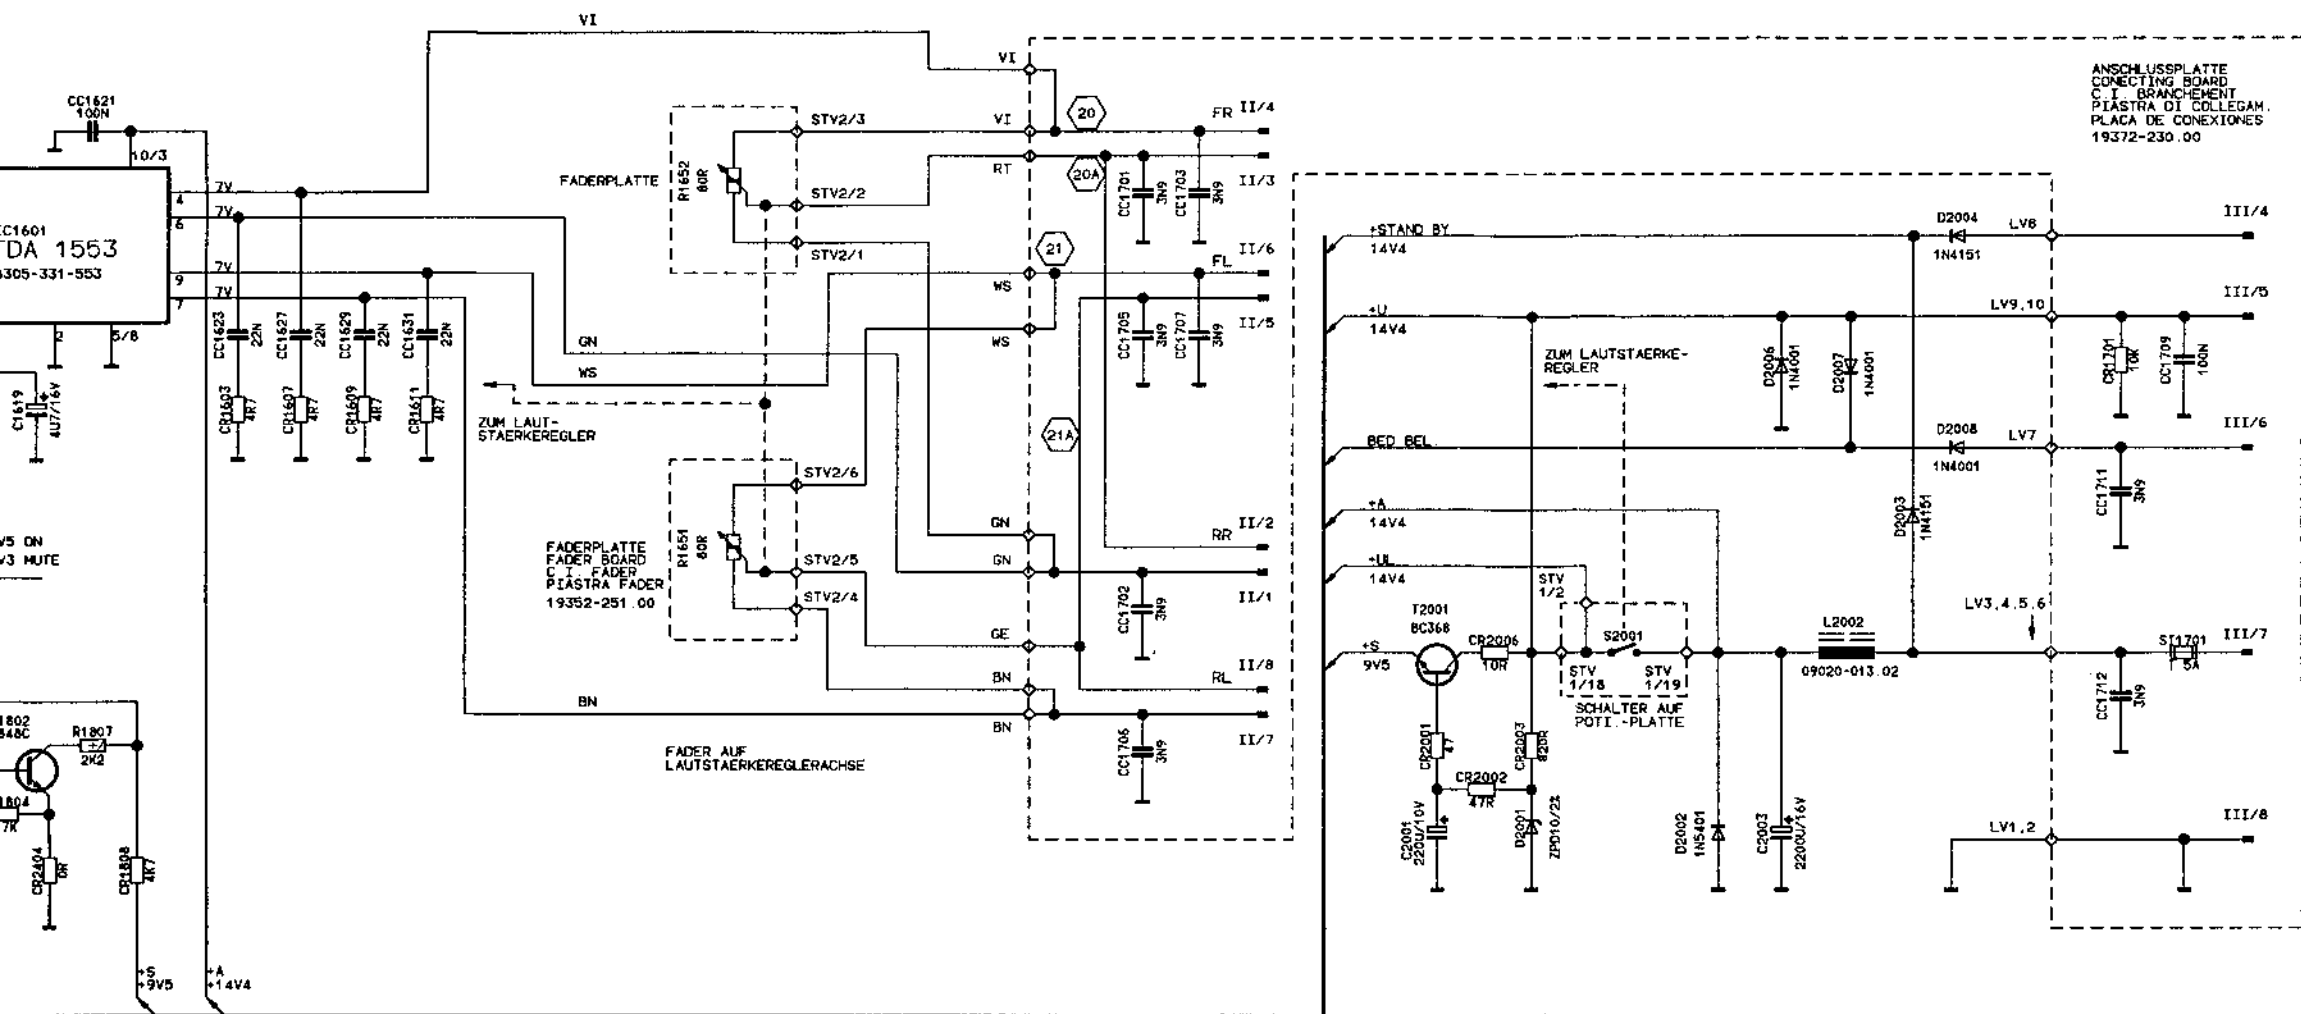 VI
VI
ANSCHLUSSPLATTE
CONECTING BOARD
C.I. BRANCHEMENT
PIASTRA DI COLLEGAM.
PLACA DE CONEXIONES
19372-230.00
CC1621
100N
10/3
STV2/3
VI
20
FR
II/4
FADERPLATTE
R1652
80R
RT
20A
II/3
STV2/2
CC1701
3N9
CC1703
3N9
STV2/1
7V
4
7V
6
TDA 1553
305-331-553
7V
9
7V
7
2
5/8
21
II/6
FL
WS
II/5
WS
CC1705
3N9
CC1707
3N9
+STAND BY
14V4
D2004
1N4151
LV8
III/4
+U
14V4
LV9,10
III/5
CC1623
22N
CC1627
22N
CC1629
22N
CC1631
22N
GN
WS
ZUM LAUTSTAERKE-
REGLER
D2006
1N4001
D2007
1N4001
CR1701
10K
CC1709
100N
C1619
4U7/16V
CR1603
4R7
CR1607
4R7
CR1609
4R7
CR1611
4R7
ZUM LAUT-
STAERKEREGLER
21A
BED BEL
D2008
1N4001
LV7
III/6
STV2/6
CC1711
3N9
V5 ON
V3 MUTE
FADERPLATTE
FADER BOARD
C.I. FADER
PIASTRA FADER
19352-251.00
R1651
80R
STV2/5
STV2/4
GN
GN
II/2
RR
II/1
CC1702
3N9
+A
14V4
D2003
1N4151
+UL
14V4
STV
1/2
T2001
BC368
CR2006
10R
S2001
L2002
09020-013.02
LV3,4,5,6
SI1701
5A
III/7
+S
9V5
STV
1/18
STV
1/19
SCHALTER AUF
POTI.-PLATTE
CC1712
3N9
GE
BN
BN
BN
II/8
RL
II/7
CC1706
3N9
FADER AUF
LAUTSTAERKEREGLERACHSE
R1807
2K2
CR2404
0R
CR1808
4K7
CR2001
47
CR2002
47R
CR2003
820R
C2001
220U/10V
D2001
ZPD10/2%
D2002
1N5401
C2003
2200U/16V
LV1,2
III/8
+S
+9V5
+A
+14V4